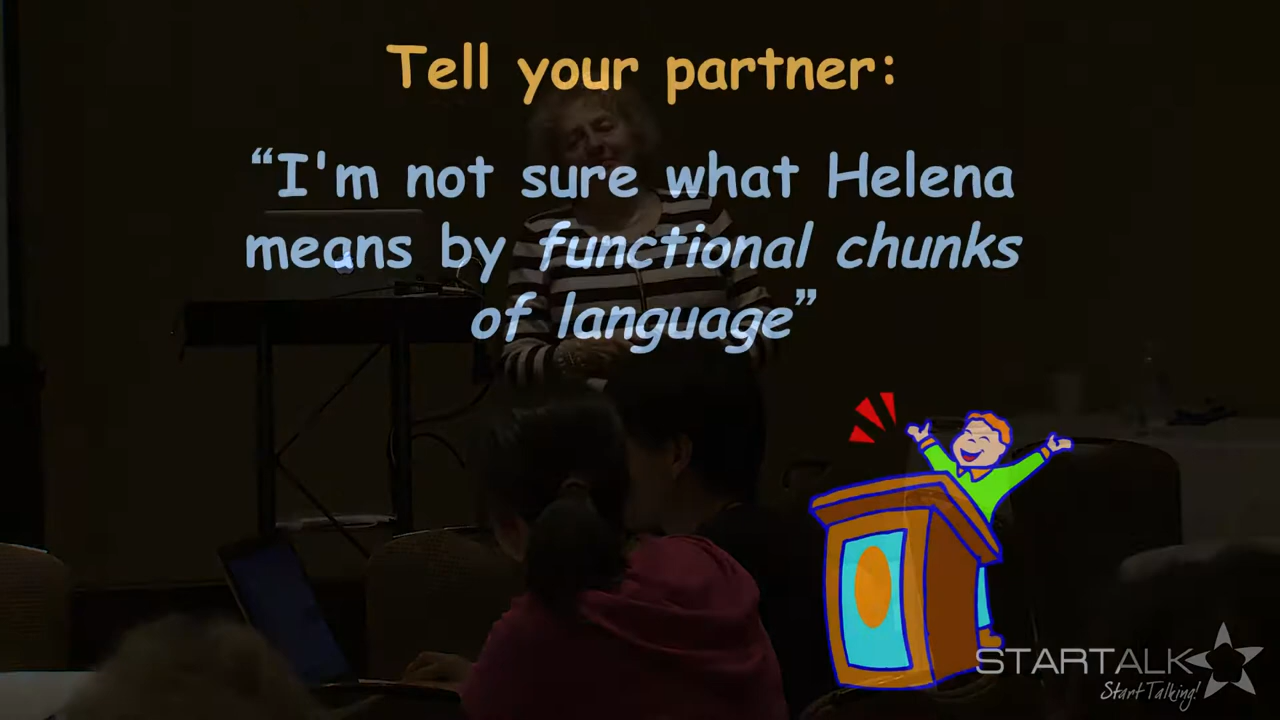 Tell your partner:
“I'm not sure what Helena
means by functional chunks
of language”
STARTALK
Start Talking!